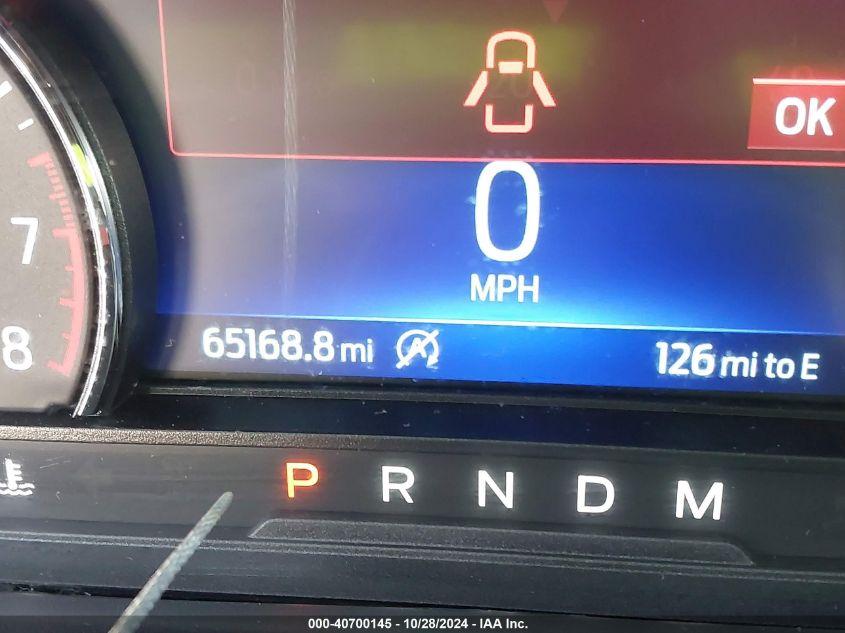 OK
0
MPH
7
8
65168.8 mi A 126 mi to E
P R N D M
000-40700145 - 10/28/2024 - IAA Inc.